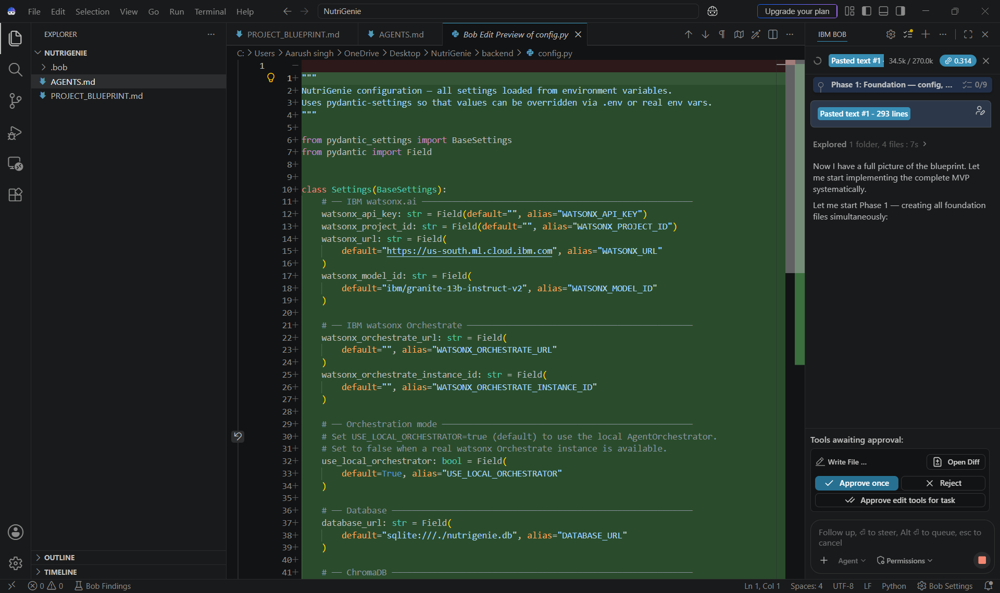 File Edit Selection View Go Run Terminal Help
NutriGenie
Upgrade your plan
EXPLORER
NUTRIGENIE
.bob
AGENTS.md
PROJECT_BLUEPRINT.md
OUTLINE
TIMELINE
PROJECT_BLUEPRINT.md
AGENTS.md
Bob Edit Preview of config.py
C: > Users > Aarush singh > OneDrive > Desktop > NutriGenie > backend > config.py
1 —
1+ """
2+ NutriGenie configuration — all settings loaded from environment variables.
3+ Uses pydantic-settings so that values can be overridden via .env or real env vars.
4+ """
5+
6+ from pydantic_settings import BaseSettings
7+ from pydantic import Field
8+
9+
10+ class Settings(BaseSettings):
11+ # ── IBM watsonx.ai ──────────────────────────────────────────────────────
12+ watsonx_api_key: str = Field(default="", alias="WATSONX_API_KEY")
13+ watsonx_project_id: str = Field(default="", alias="WATSONX_PROJECT_ID")
14+ watsonx_url: str = Field(
15+ default="https://us-south.ml.cloud.ibm.com", alias="WATSONX_URL"
16+ )
17+ watsonx_model_id: str = Field(
18+ default="ibm/granite-13b-instruct-v2", alias="WATSONX_MODEL_ID"
19+ )
20+
21+ # ── IBM watsonx Orchestrate ─────────────────────────────────────────────
22+ watsonx_orchestrate_url: str = Field(
23+ default="", alias="WATSONX_ORCHESTRATE_URL"
24+ )
25+ watsonx_orchestrate_instance_id: str = Field(
26+ default="", alias="WATSONX_ORCHESTRATE_INSTANCE_ID"
27+ )
28+
29+ # ── Orchestration mode ──────────────────────────────────────────────────
30+ # Set USE_LOCAL_ORCHESTRATOR=true (default) to use the local AgentOrchestrator.
31+ # Set to false when a real watsonx Orchestrate instance is available.
32+ use_local_orchestrator: bool = Field(
33+ default=True, alias="USE_LOCAL_ORCHESTRATOR"
34+ )
35+
36+ # ── Database ────────────────────────────────────────────────────────────
37+ database_url: str = Field(
38+ default="sqlite:///./nutrigenie.db", alias="DATABASE_URL"
39+ )
40+
41+ # ── ChromaDB ────────────────────────────────────────────────────────────
IBM BOB
Pasted text #1 34.5k / 270.0k 0.314
Phase 1: Foundation — config, ... 0/9
Pasted text #1 - 293 lines
Explored 1 folder, 4 files : 7s >
Now I have a full picture of the blueprint. Let
me start implementing the complete MVP
systematically.
Let me start Phase 1 — creating all foundation
files simultaneously:
Tools awaiting approval:
Write File ... Open Diff
Approve once Reject
Approve edit tools for task
Follow up, ⏎ to steer, Alt ⏎ to queue, esc to
cancel
Agent Permissions
0 0 Bob Findings
Ln 1, Col 1 Spaces: 4 UTF-8 LF Python Bob Settings